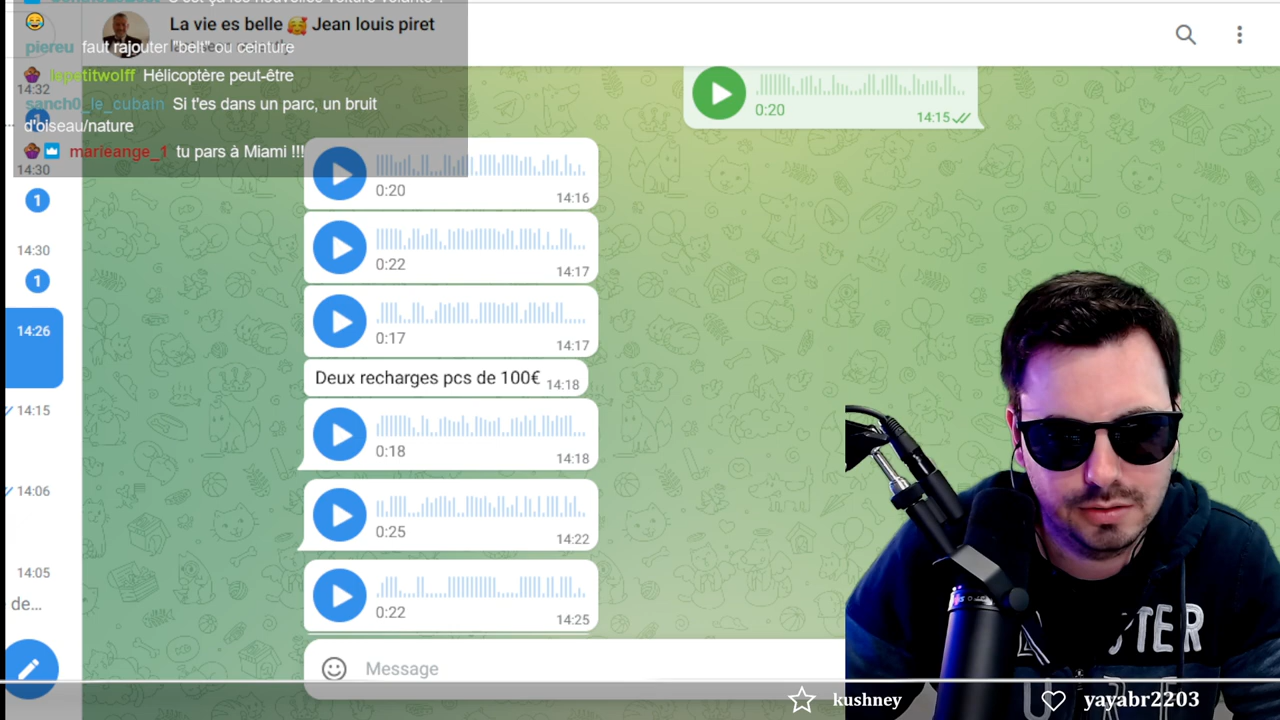 La vie es belle 🥰 Jean louis piret
piereu faut rajouter "belt" ou ceinture
lepetitwolff Hélicoptère peut-être
sanch0_le_cubain Si t'es dans un parc, un bruit
d'oiseau/nature
marieange_1 tu pars à Miami !!!
14:32
1
14:30
1
14:30
1
14:26
14:15
14:06
14:05
de...
0:20
14:15
0:20
14:16
0:22
14:17
0:17
14:17
Deux recharges pcs de 100€ 14:18
0:18
14:18
0:25
14:22
0:22
14:25
Message
kushney
yayabr2203